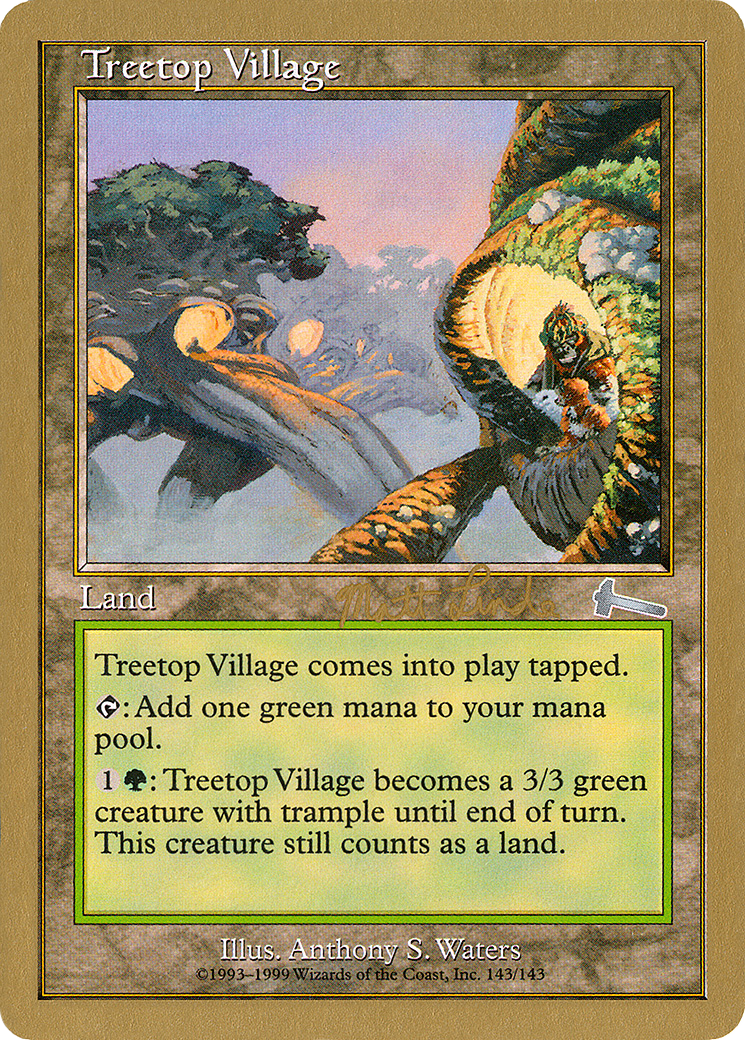 Treetop Village
Land
Matt Linde
Treetop Village comes into play tapped.
: Add one green mana to your mana
pool.
1 : Treetop Village becomes a 3/3 green
creature with trample until end of turn.
This creature still counts as a land.
Illus. Anthony S. Waters
©1993–1999 Wizards of the Coast, Inc. 143/143